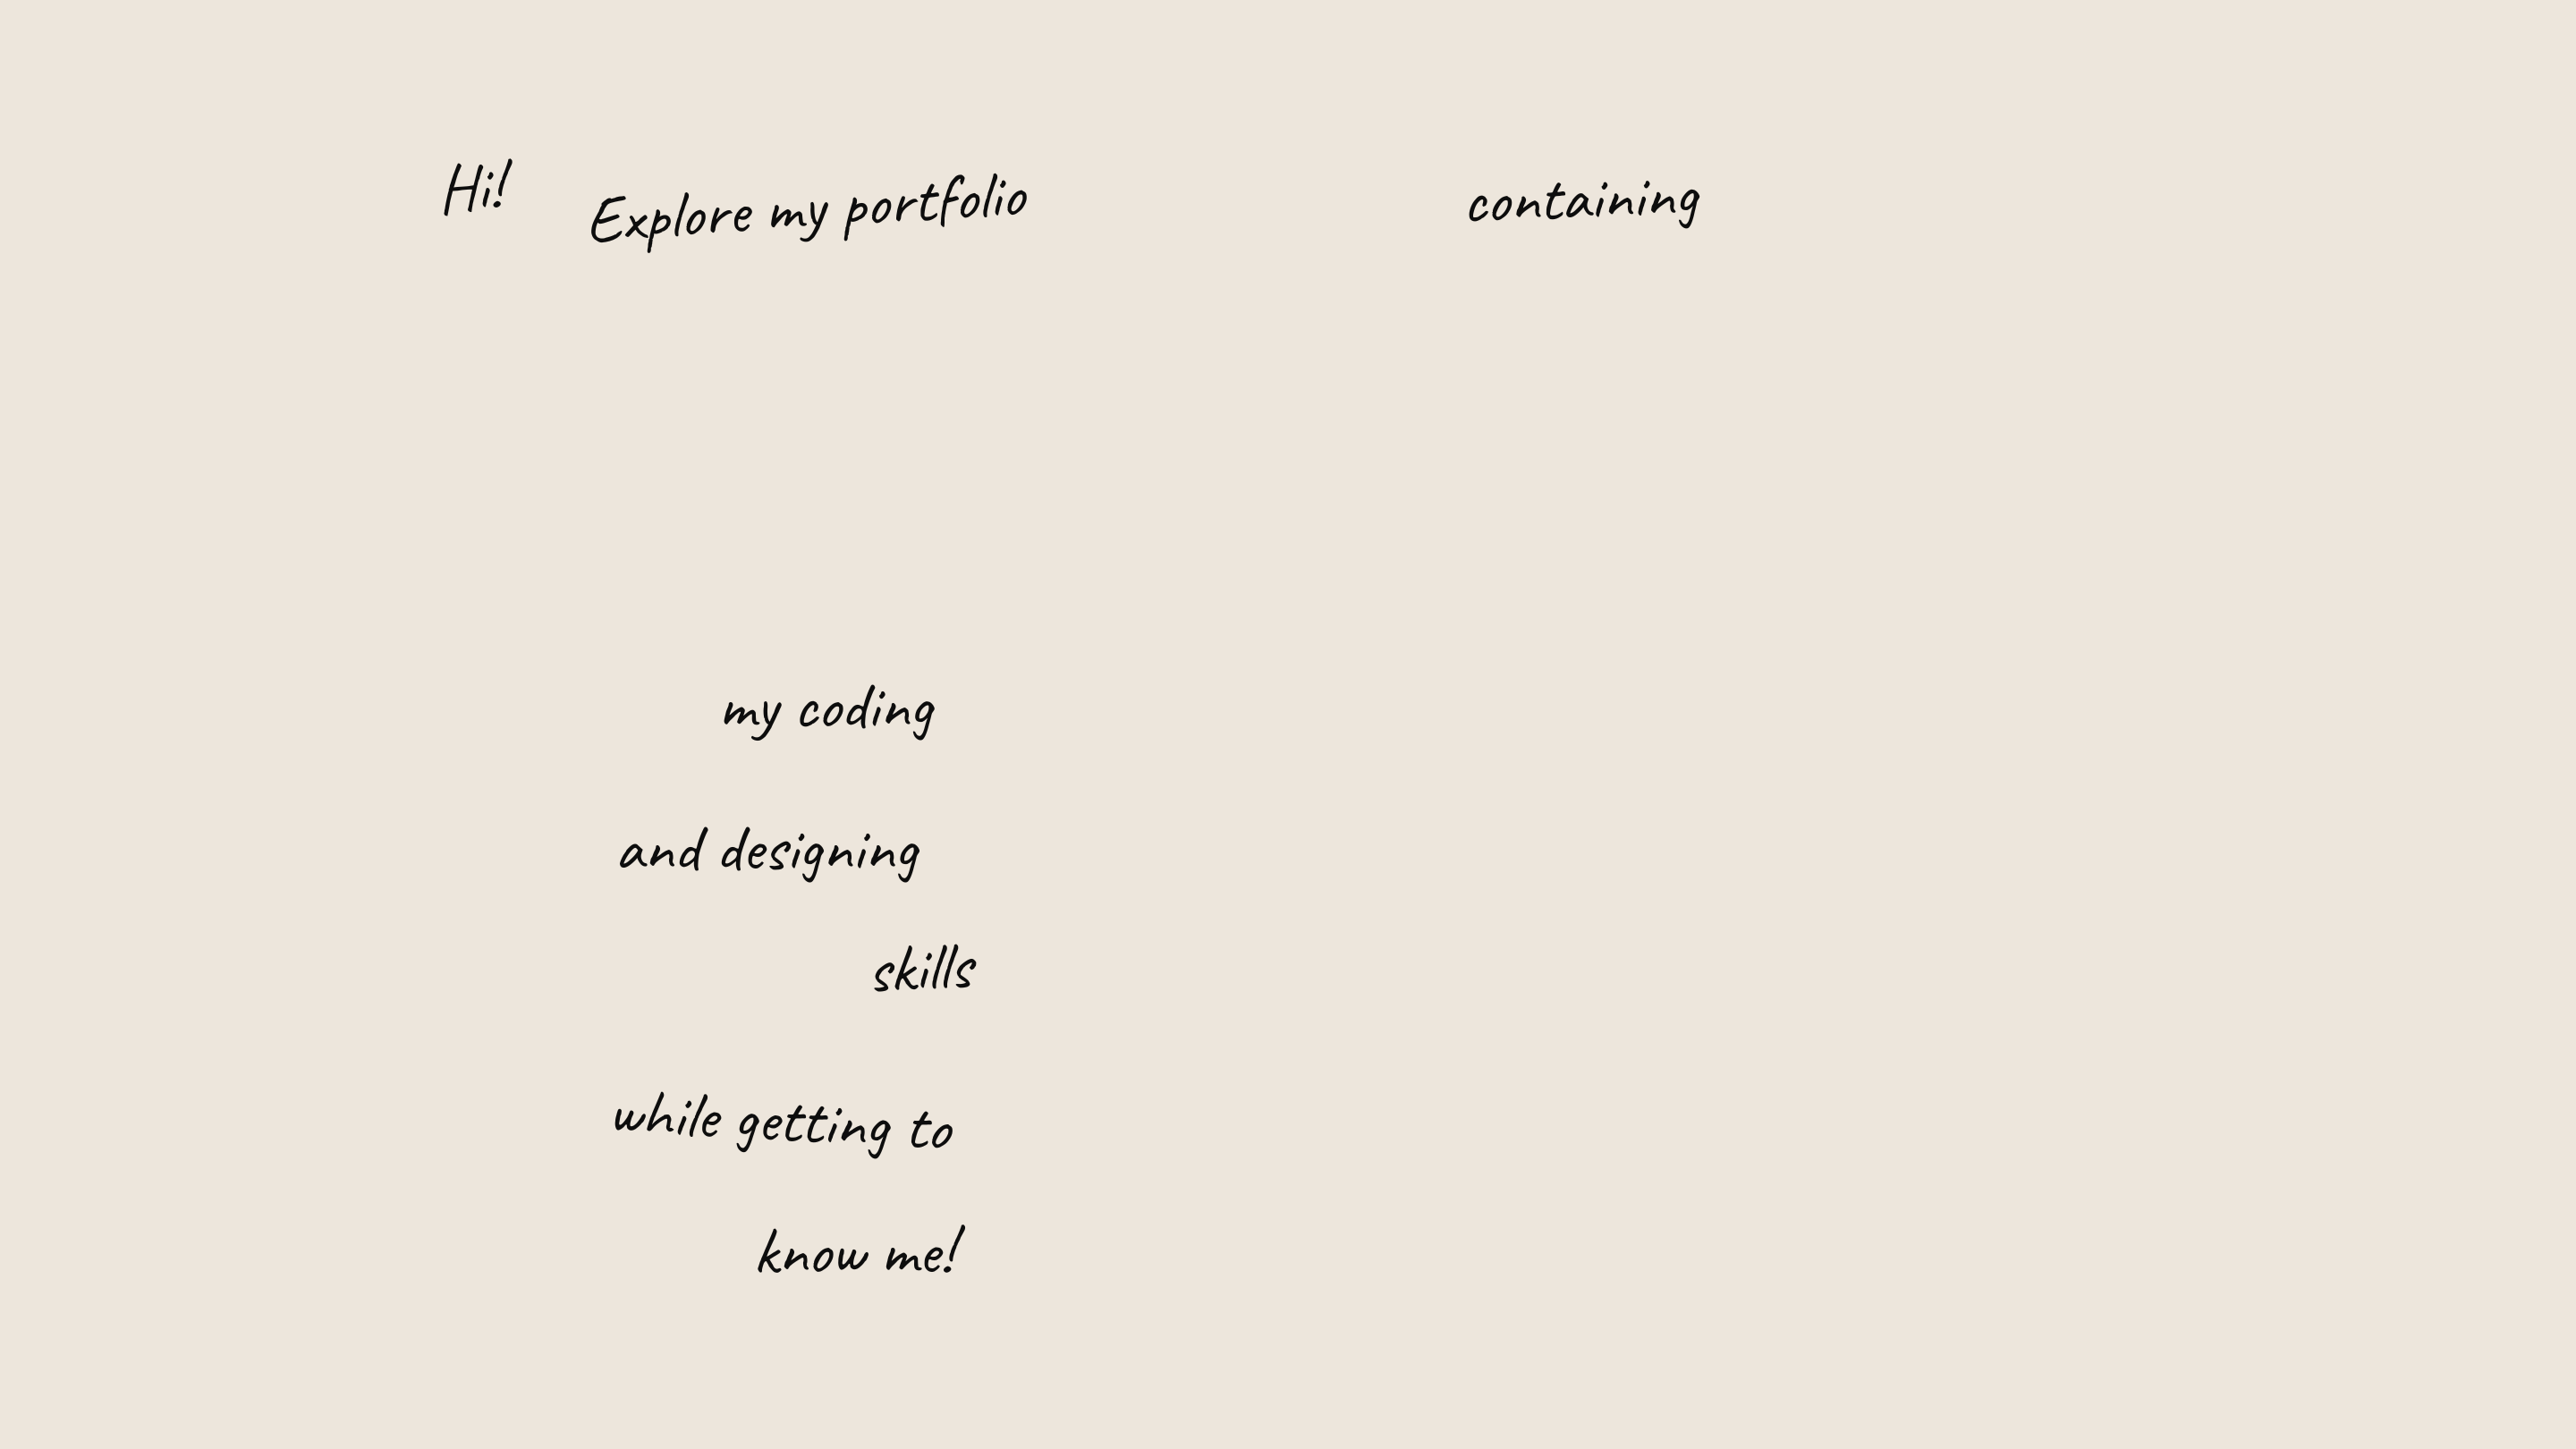 Hi!
Explore my portfolio
containing
my coding
and designing
skills
while getting to
know me!